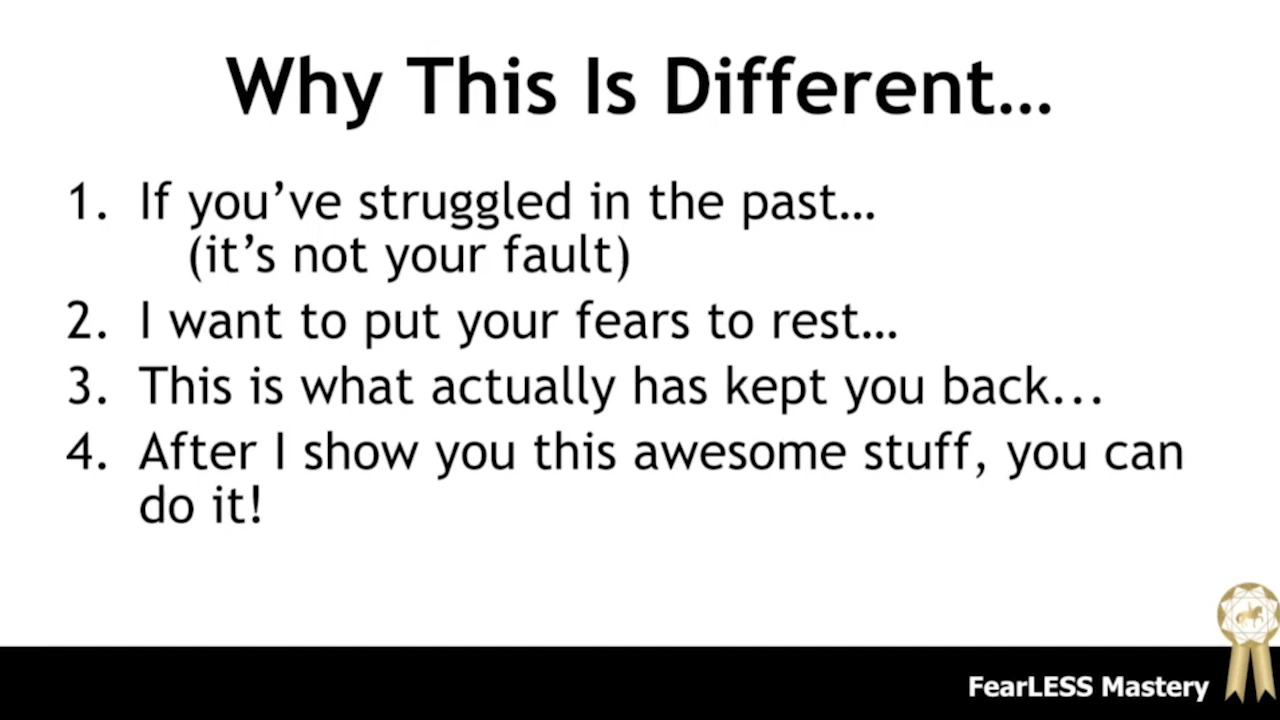 Why This Is Different…
1. If you’ve struggled in the past…
(it’s not your fault)
2. I want to put your fears to rest…
3. This is what actually has kept you back...
4. After I show you this awesome stuff, you can
do it!
FearLESS Mastery